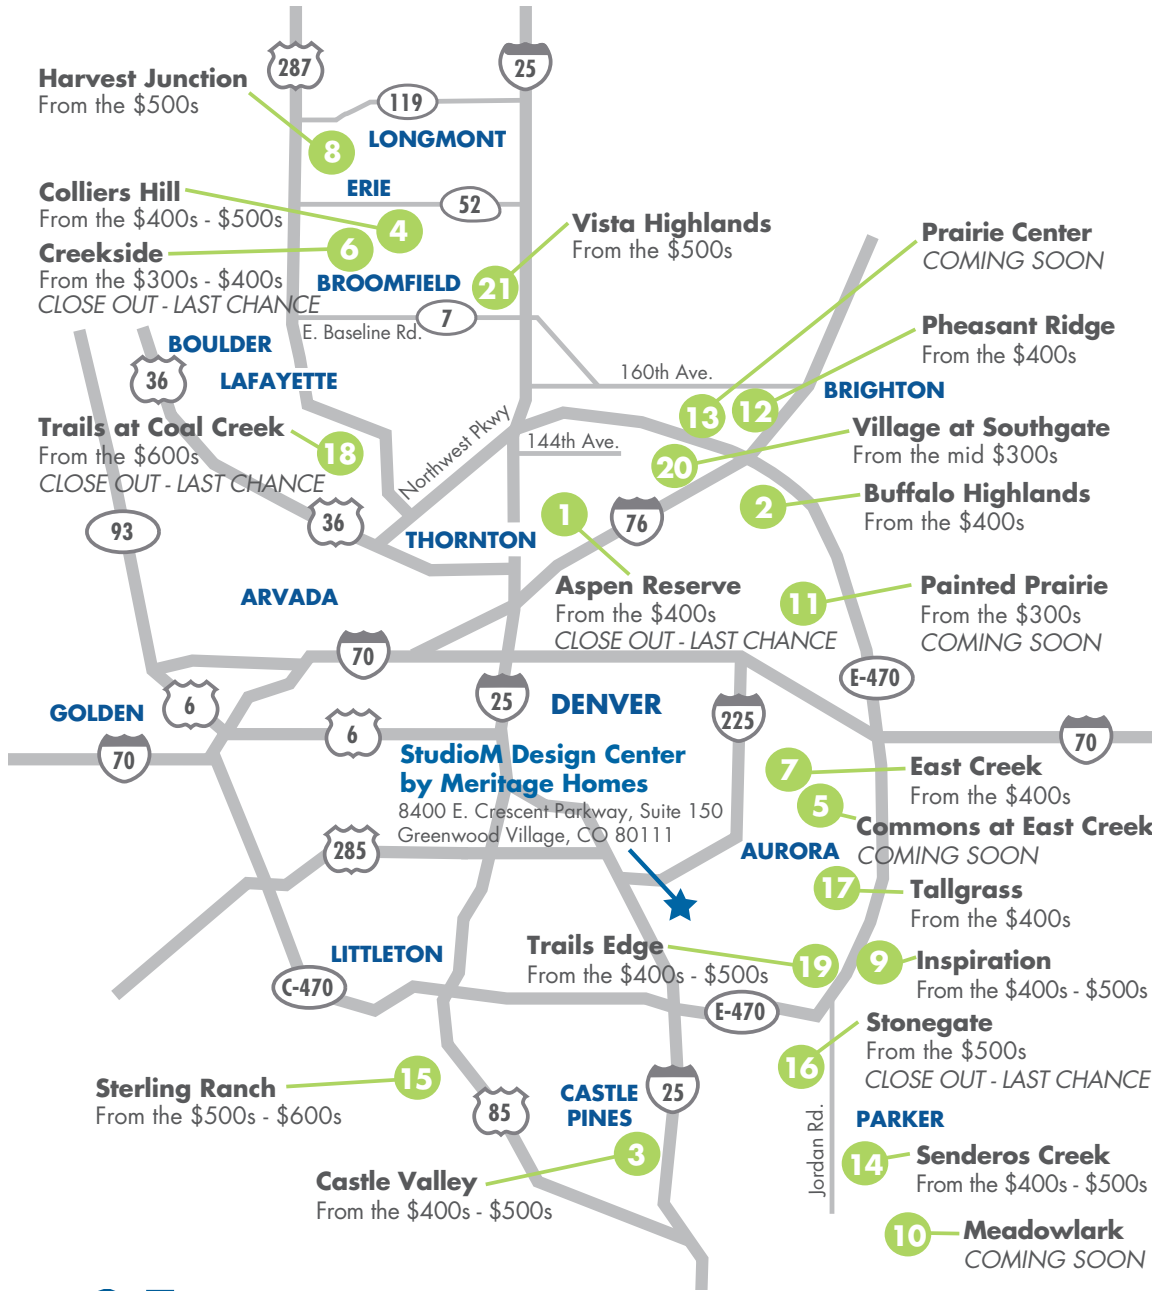 287
25
Harvest Junction
From the $500s
119
LONGMONT
8
ERIE
Colliers Hill
From the $400s - $500s
52
4
Vista Highlands
From the $500s
Prairie Center
COMING SOON
Creekside
From the $300s - $400s
CLOSE OUT - LAST CHANCE
6
BROOMFIELD
21
7
E. Baseline Rd.
Pheasant Ridge
From the $400s
BOULDER
36
LAFAYETTE
160th Ave.
BRIGHTON
13
12
Trails at Coal Creek
From the $600s
CLOSE OUT - LAST CHANCE
18
Northwest Pkwy
144th Ave.
Village at Southgate
From the mid $300s
20
Buffalo Highlands
From the $400s
2
93
36
THORNTON
1
76
Aspen Reserve
From the $400s
CLOSE OUT - LAST CHANCE
ARVADA
11
Painted Prairie
From the $300s
COMING SOON
70
E-470
6
25
DENVER
225
GOLDEN
70
6
70
StudioM Design Center
by Meritage Homes
8400 E. Crescent Parkway, Suite 150
Greenwood Village, CO 80111
7
East Creek
From the $400s
5
Commons at East Creek
COMING SOON
285
AURORA
17
Tallgrass
From the $400s
LITTLETON
Trails Edge
From the $400s - $500s
19
9
Inspiration
From the $400s - $500s
C-470
E-470
Stonegate
From the $500s
CLOSE OUT - LAST CHANCE
16
Sterling Ranch
From the $500s - $600s
15
85
CASTLE
PINES
25
Jordan Rd.
PARKER
3
Castle Valley
From the $400s - $500s
14
Senderos Creek
From the $400s - $500s
10
Meadowlark
COMING SOON